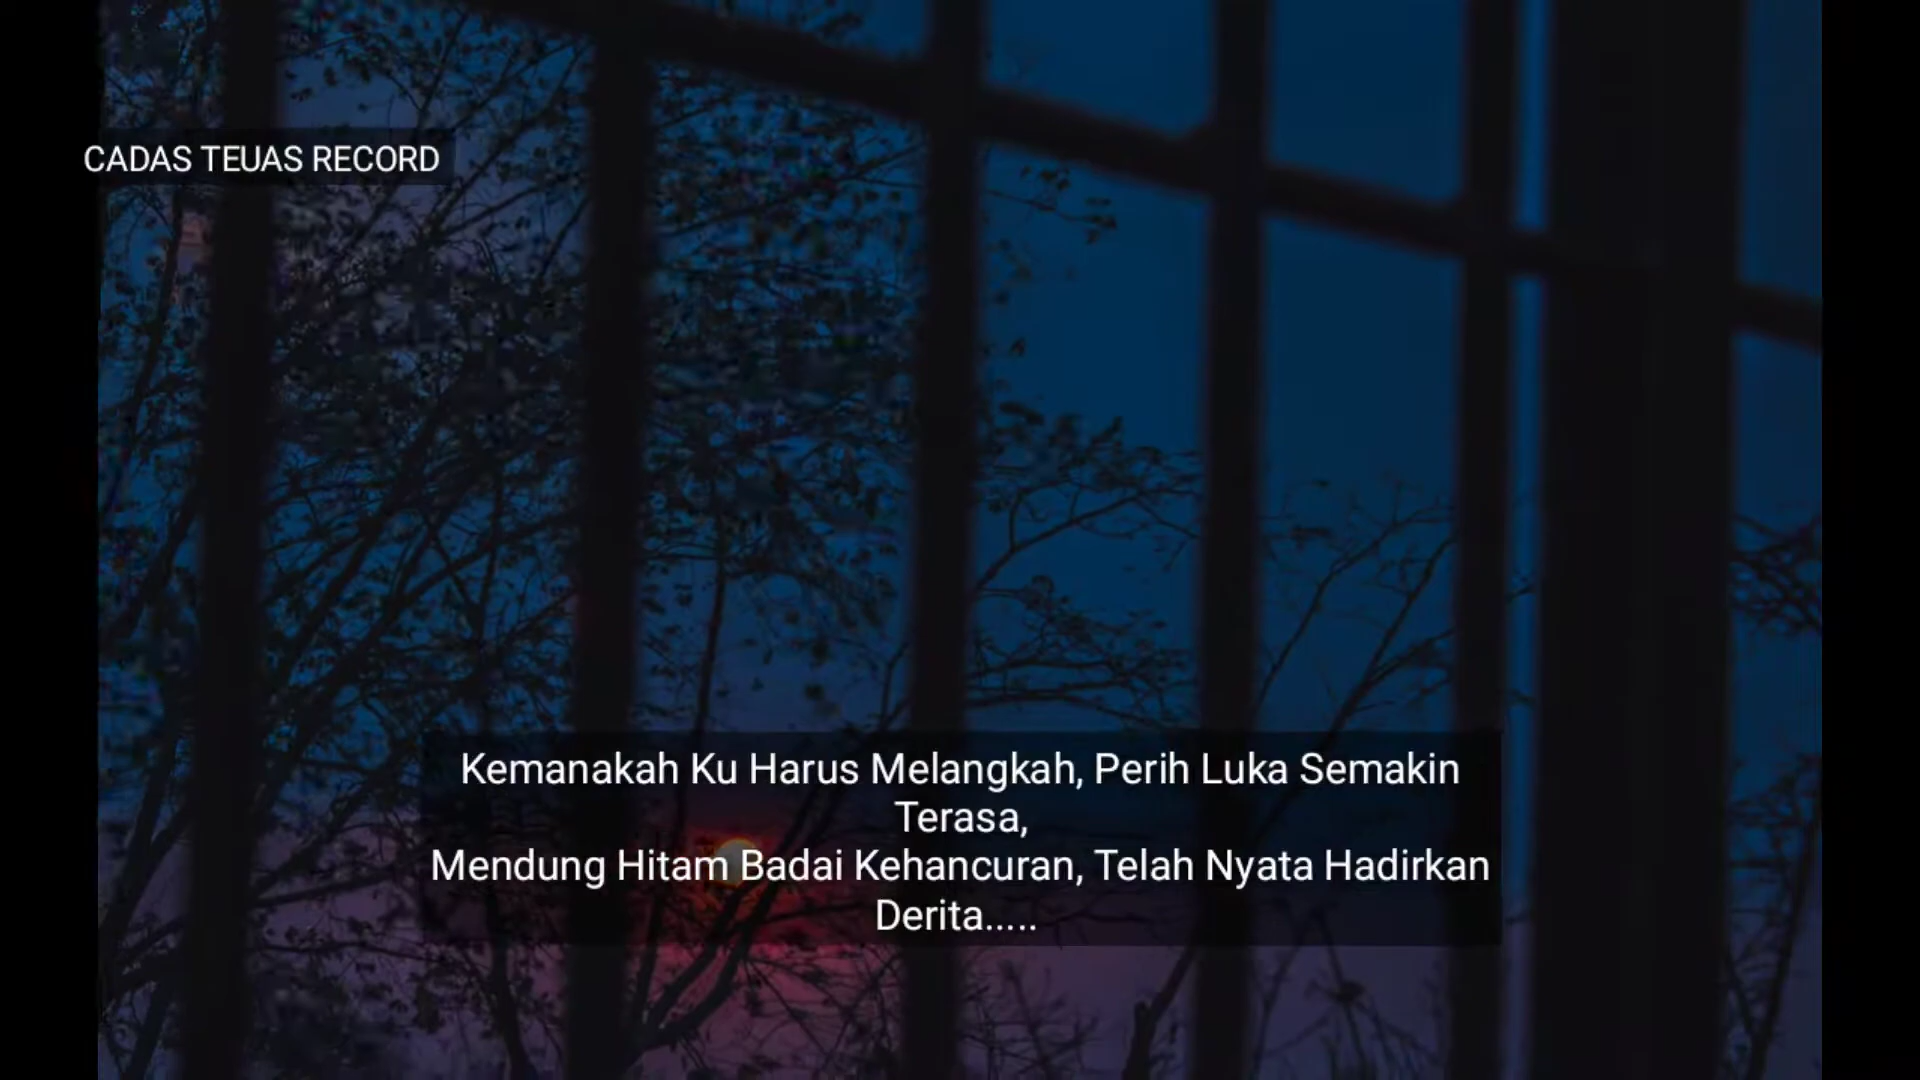 CADAS TEUAS RECORD
Kemanakah Ku Harus Melangkah, Perih Luka Semakin
Terasa,
Mendung Hitam Badai Kehancuran, Telah Nyata Hadirkan
Derita.....